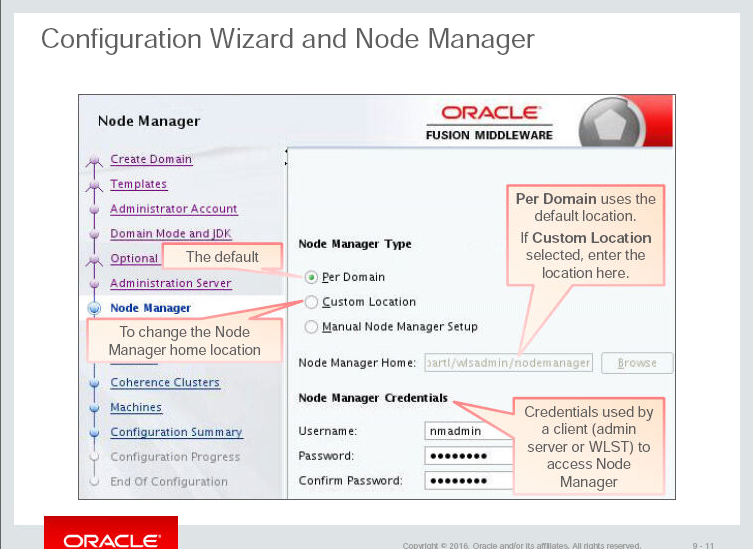 Configuration Wizard and Node Manager
Node Manager
ORACLE
FUSION MIDDLEWARE
Create Domain
Templates
Administrator Account
Domain Mode and JDK
Optional
Administration Server
Node Manager
Coherence Clusters
Machines
Configuration Summary
Configuration Progress
End Of Configuration
The default
To change the Node
Manager home location
Node Manager Type
Per Domain
Custom Location
Manual Node Manager Setup
Per Domain uses the
default location.
If Custom Location
selected, enter the
location here.
Node Manager Home: partl/wlsadmin/nodemanager Browse
Node Manager Credentials
Username: nmadmin
Password: ●●●●●●●●
Confirm Password: ●●●●●●●●
Credentials used by
a client (admin
server or WLST) to
access Node
Manager
ORACLE
Copyright © 2016, Oracle and/or its affiliates. All rights reserved.
9 - 11